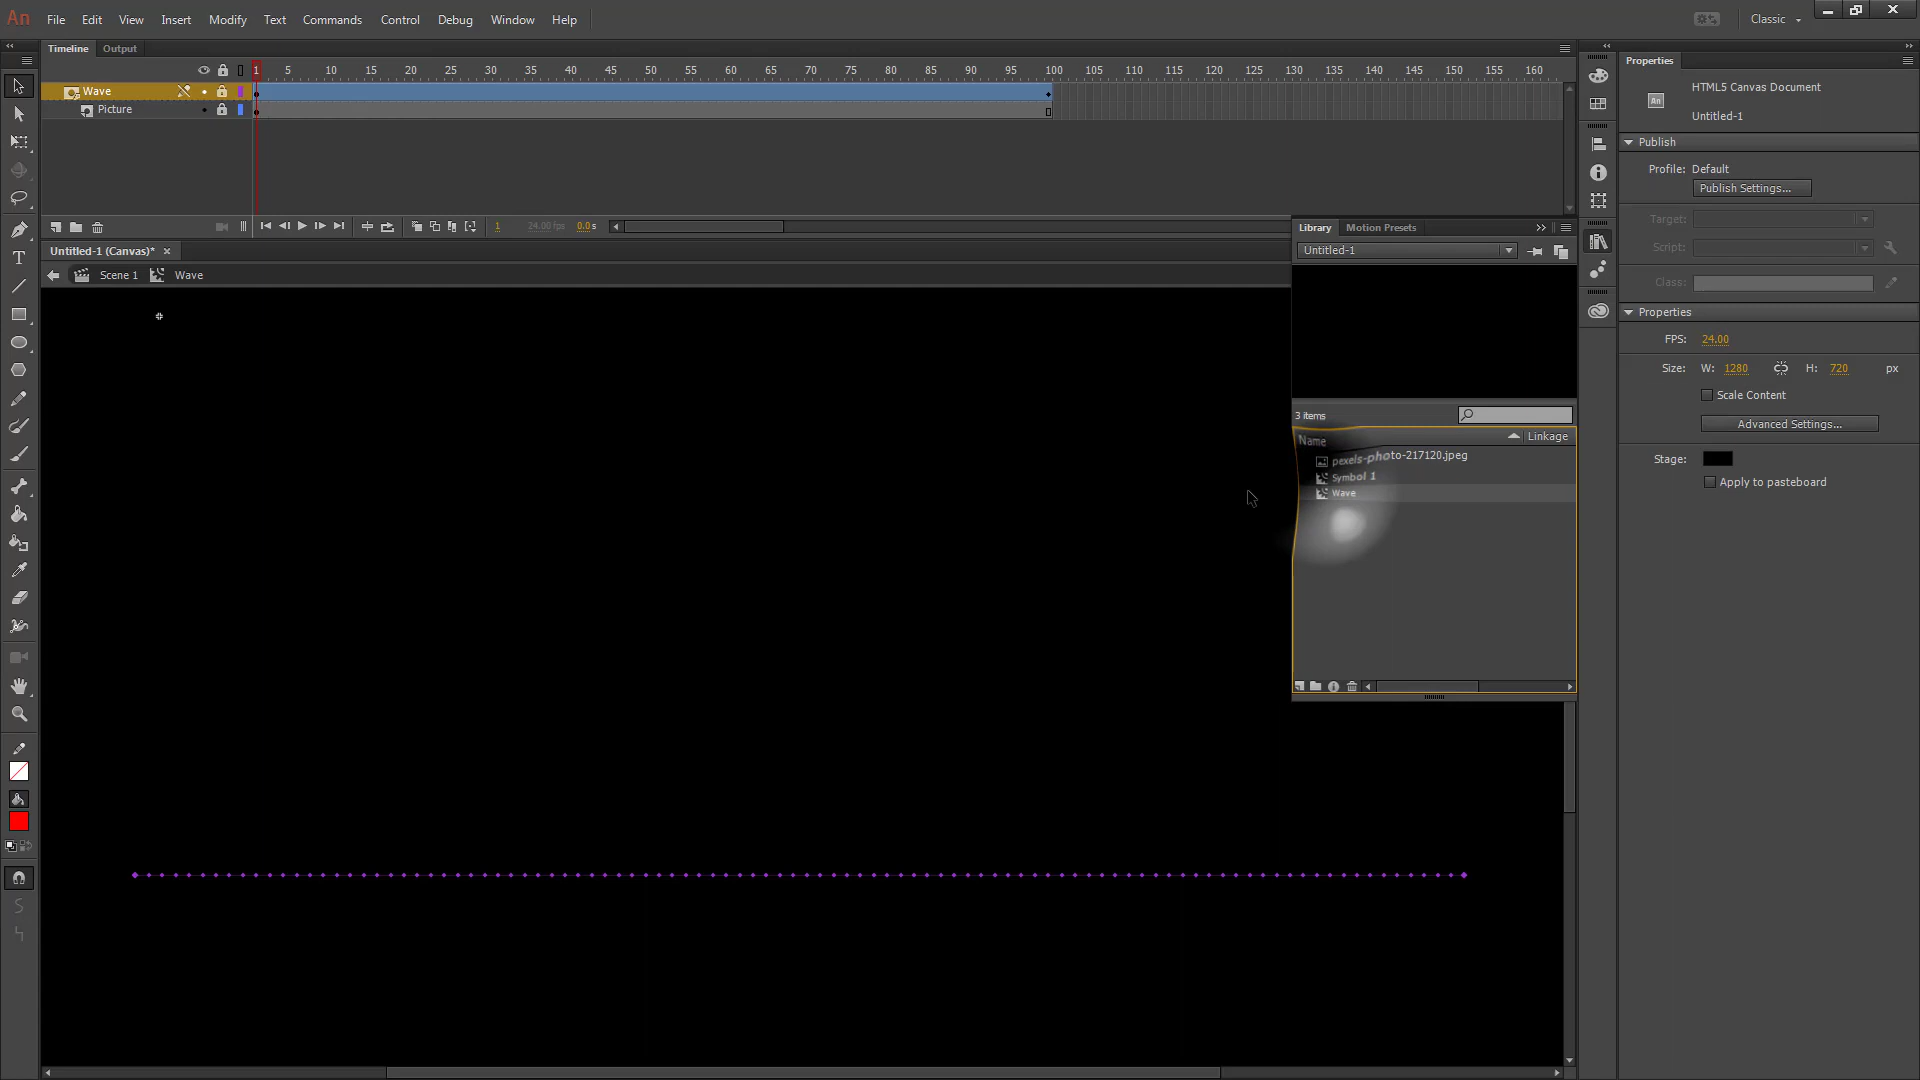 An File Edit View Insert Modify Text Commands Control Debug Window Help Classic
Timeline Output
1 5 10 15 20 25 30 35 40 45 50 55 60 65 70 75 80 85 90 95 100 105 110 115 120 125 130 135 140 145 150 155 160
Wave
Picture
1 24.00 fps 0.0 s
Untitled-1 (Canvas)* ×
Scene 1 Wave
Library Motion Presets
Untitled-1
3 items
Name Linkage
pexels-photo-217120.jpeg
Symbol 1
Wave
Properties
HTML5 Canvas Document
An
Untitled-1
Publish
Profile: Default
Publish Settings...
Target:
Script:
Class:
Properties
FPS: 24.00
Size: W: 1280 H: 720 px
Scale Content
Advanced Settings...
Stage:
Apply to pasteboard
T